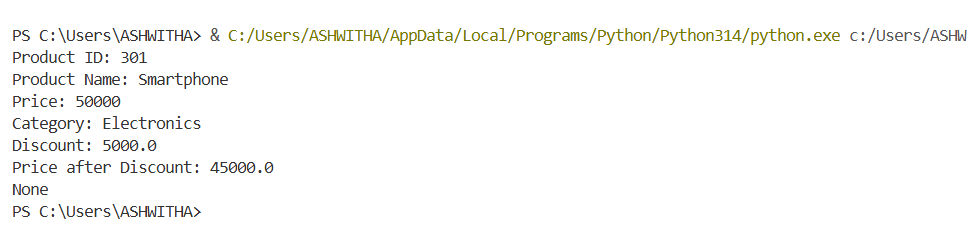 PS C:\Users\ASHWITHA> & C:/Users/ASHWITHA/AppData/Local/Programs/Python/Python314/python.exe c:/Users/ASHW
Product ID: 301
Product Name: Smartphone
Price: 50000
Category: Electronics
Discount: 5000.0
Price after Discount: 45000.0
None
PS C:\Users\ASHWITHA>